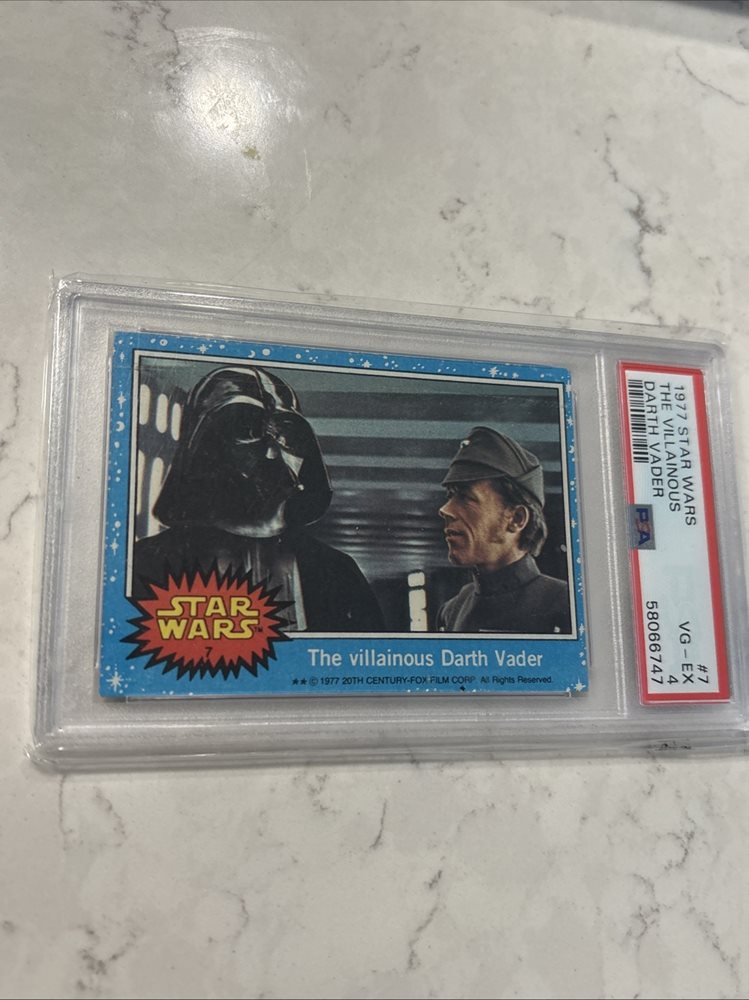 STAR
WARS™
7
The villainous Darth Vader
★★ © 1977 20TH CENTURY-FOX FILM CORP. All Rights Reserved.
1977 STAR WARS
THE VILLAINOUS
DARTH VADER
PSA
#7
VG - EX
4
58066747